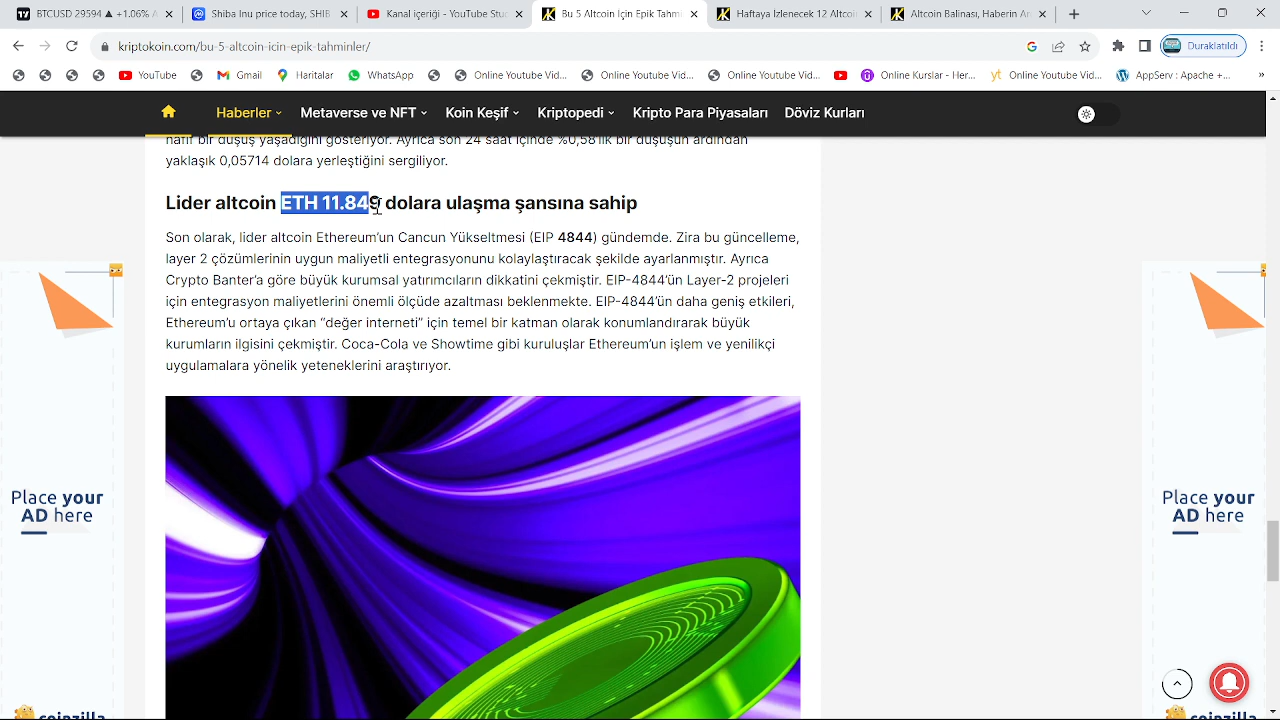 BTCUSD 29594 ▲ +1.06% A
Shiba Inu price today, SHIB
Kanal içeriği - YouTube Stu
Bu 5 Altcoin İçin Epik Tahmi
Haftaya İzlenecek 12 Altcoi
Altcoin Balinası, Haberin Ar
kriptokoin.com/bu-5-altcoin-icin-epik-tahminler/
Duraklatıldı
YouTube
Gmail
Haritalar
WhatsApp
Online Youtube Vid...
Online Youtube Vid...
Online Youtube Vid...
Online Kurslar - Her...
yt Online Youtube Vid...
AppServ : Apache +...
Haberler
Metaverse ve NFT
Koin Keşif
Kriptopedi
Kripto Para Piyasaları
Döviz Kurları
hafif bir düşüş yaşadığını gösteriyor. Ayrıca son 24 saat içinde %0,58'lik bir düşüşün ardından
yaklaşık 0,05714 dolara yerleştiğini sergiliyor.
Lider altcoin ETH 11.849 dolara ulaşma şansına sahip
Son olarak, lider altcoin Ethereum'un Cancun Yükseltmesi (EIP 4844) gündemde. Zira bu güncelleme,
layer 2 çözümlerinin uygun maliyetli entegrasyonunu kolaylaştıracak şekilde ayarlanmıştır. Ayrıca
Crypto Banter'a göre büyük kurumsal yatırımcıların dikkatini çekmiştir. EIP-4844'ün Layer-2 projeleri
için entegrasyon maliyetlerini önemli ölçüde azaltması beklenmekte. EIP-4844'ün daha geniş etkileri,
Ethereum'u ortaya çıkan “değer interneti” için temel bir katman olarak konumlandırarak büyük
kurumların ilgisini çekmiştir. Coca-Cola ve Showtime gibi kuruluşlar Ethereum'un işlem ve yenilikçi
uygulamalara yönelik yeteneklerini araştırıyor.
Place your
AD here
coinzilla
Place your
AD here
coinzilla